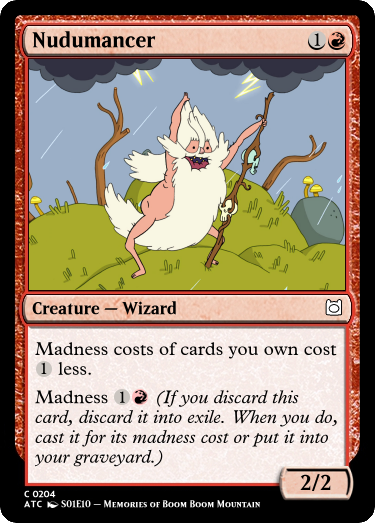 Nudumancer 1
Creature — Wizard
Madness costs of cards you own cost
1 less.
Madness 1 (If you discard this
card, discard it into exile. When you do,
cast it for its madness cost or put it into
your graveyard.)
2/2
C 0204
ATC S01E10 – Memories of Boom Boom Mountain